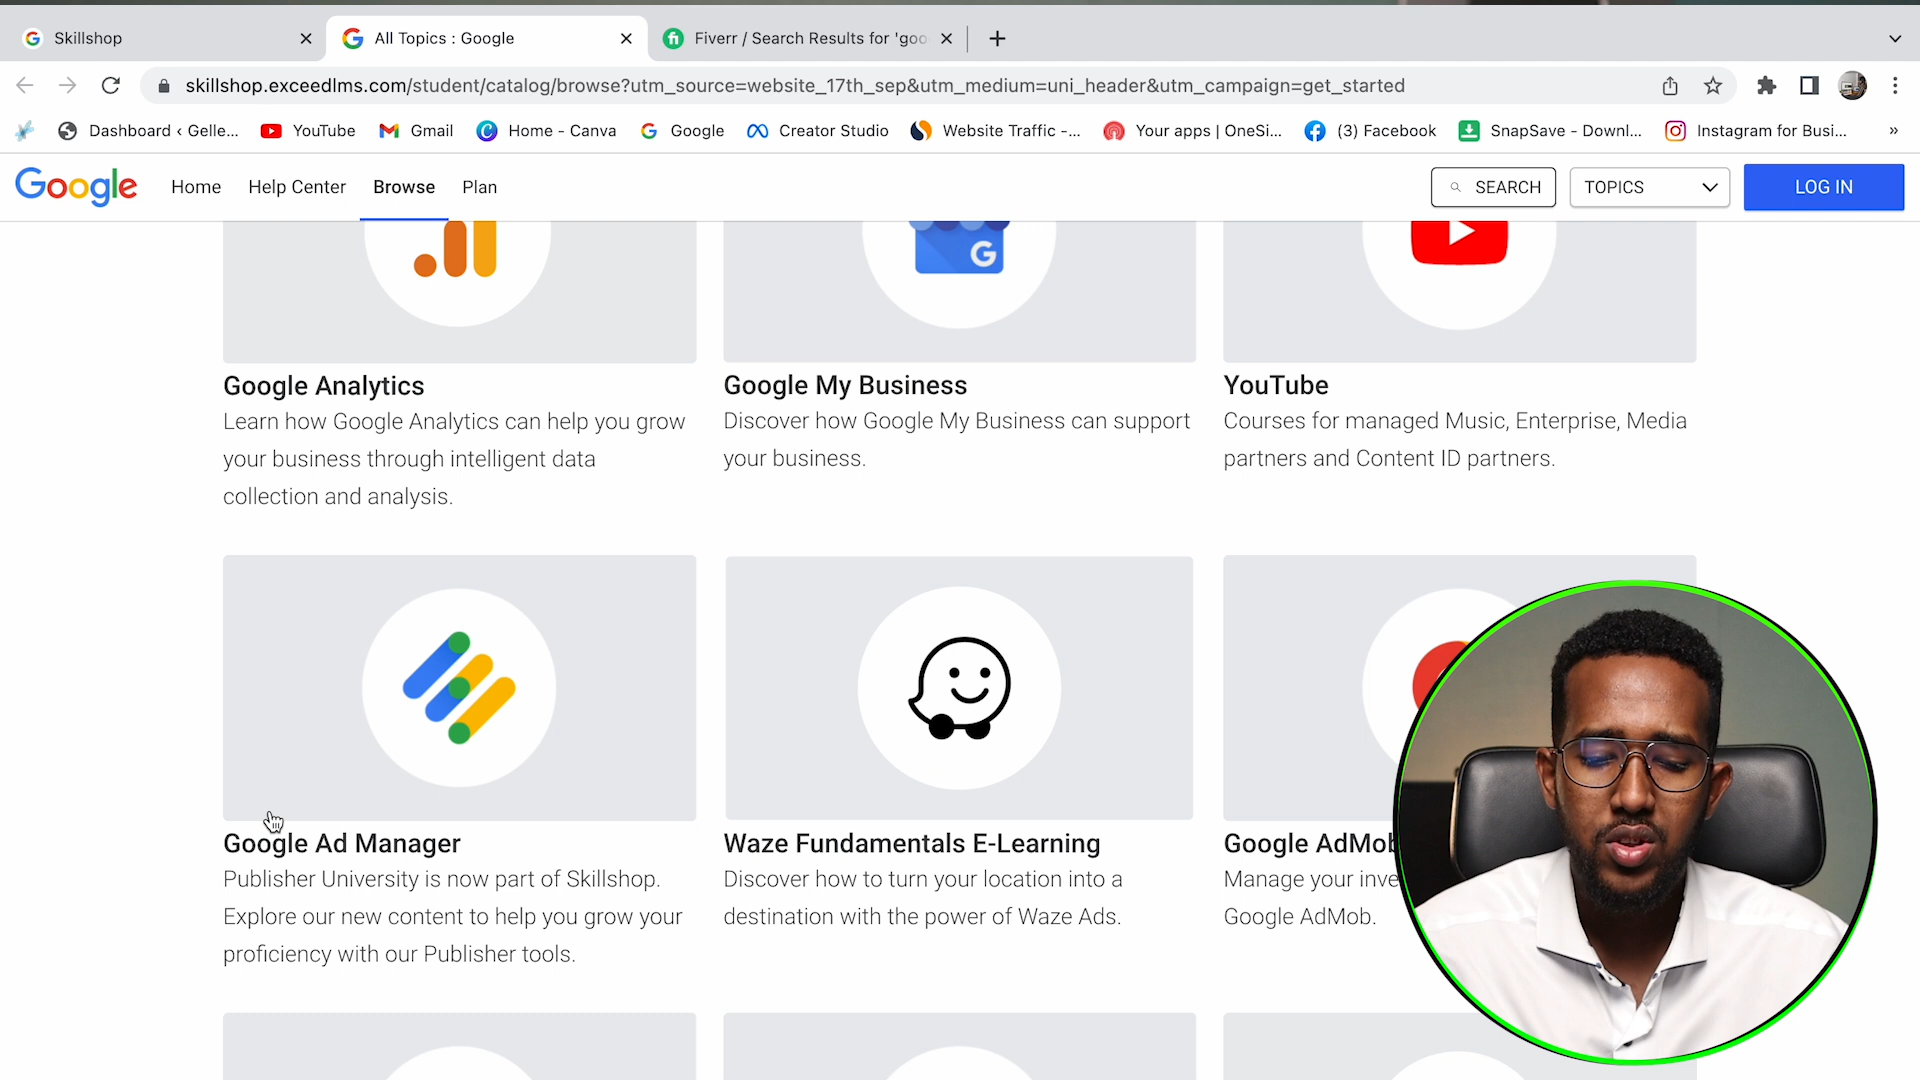 Skillshop
All Topics : Google
Fiverr / Search Results for 'goo
skillshop.exceedlms.com/student/catalog/browse?utm_source=website_17th_sep&utm_medium=uni_header&utm_campaign=get_started
Dashboard ‹ Gelle...
YouTube
Gmail
Home - Canva
Google
Creator Studio
Website Traffic -...
Your apps | OneSi...
(3) Facebook
SnapSave - Downl...
Instagram for Busi...
»
Google
Home
Help Center
Browse
Plan
SEARCH
TOPICS
LOG IN
Google Analytics
Learn how Google Analytics can help you grow
your business through intelligent data
collection and analysis.
Google My Business
Discover how Google My Business can support
your business.
YouTube
Courses for managed Music, Enterprise, Media
partners and Content ID partners.
Google Ad Manager
Publisher University is now part of Skillshop.
Explore our new content to help you grow your
proficiency with our Publisher tools.
Waze Fundamentals E-Learning
Discover how to turn your location into a
destination with the power of Waze Ads.
Google AdMob
Manage your inve
Google AdMob.